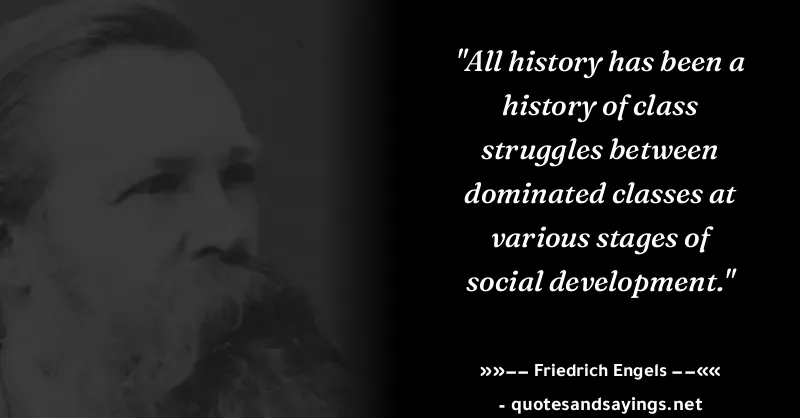 "All history has been a
history of class
struggles between
dominated classes at
various stages of
social development."
»»−− Friedrich Engels −−««
- quotesandsayings.net